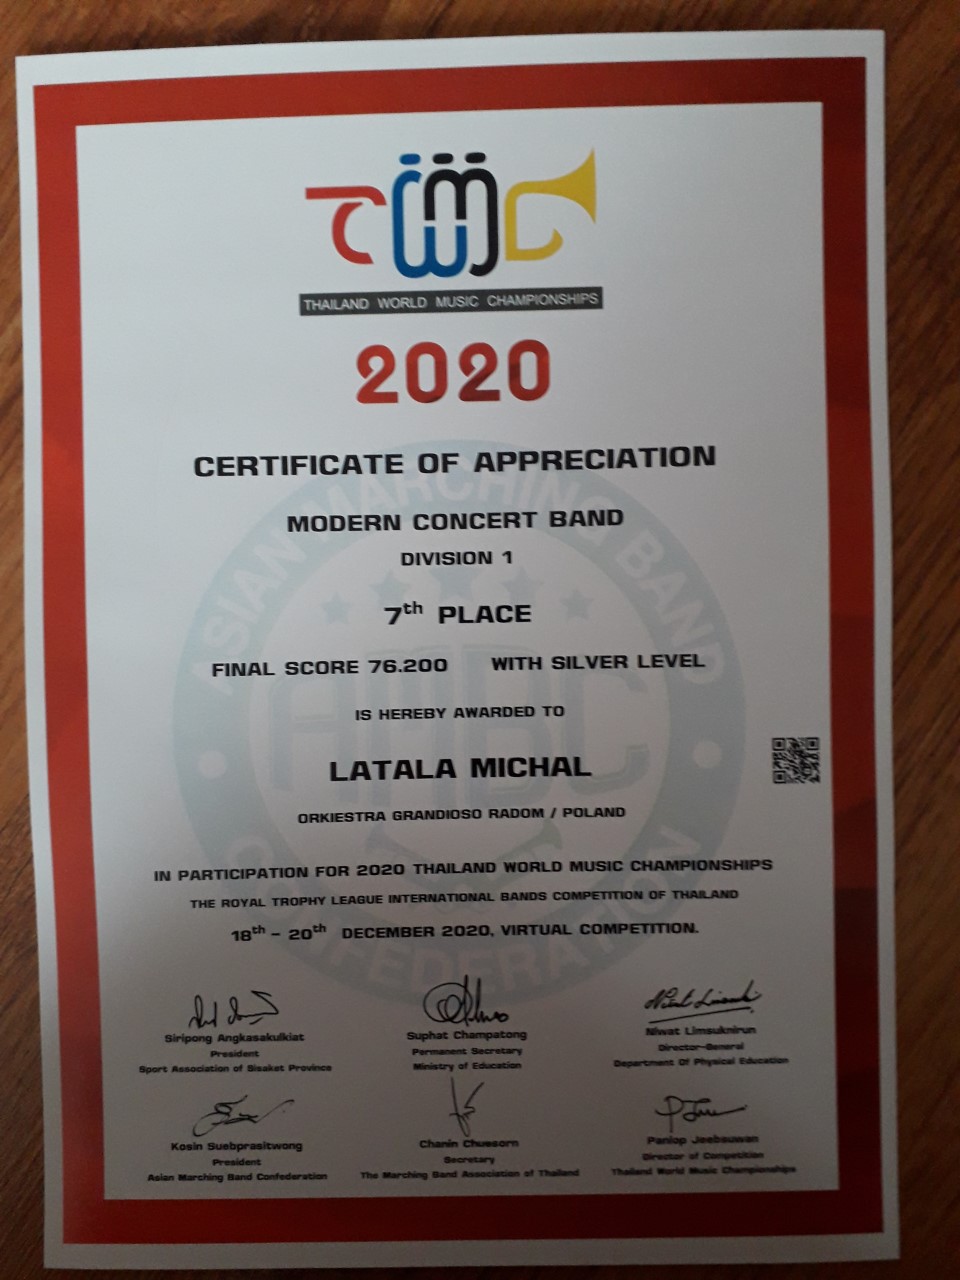 THAILAND WORLD MUSIC CHAMPIONSHIPS
2020
CERTIFICATE OF APPRECIATION
MODERN CONCERT BAND
DIVISION 1
7th PLACE
FINAL SCORE 76.200 WITH SILVER LEVEL
IS HEREBY AWARDED TO
LATALA MICHAL
ORKIESTRA GRANDIOSO RADOM / POLAND
IN PARTICIPATION FOR 2020 THAILAND WORLD MUSIC CHAMPIONSHIPS
THE ROYAL TROPHY LEAGUE INTERNATIONAL BANDS COMPETITION OF THAILAND
18th - 20th DECEMBER 2020, VIRTUAL COMPETITION.
ASIAN MARCHING BAND CONFEDERATION
AMBC
Siripong Angkasakulkiat
President
Sport Association of Sisaket Province
Suphat Champatong
Permanent Secretary
Ministry of Education
Niwat Limsuknirun
Director-General
Department Of Physical Education
Kosin Suebprasitwong
President
Asian Marching Band Confederation
Chanin Chuesorn
Secretary
The Marching Band Association of Thailand
Panlop Jeebsuwan
Director of Competition
Thailand World Music Championships